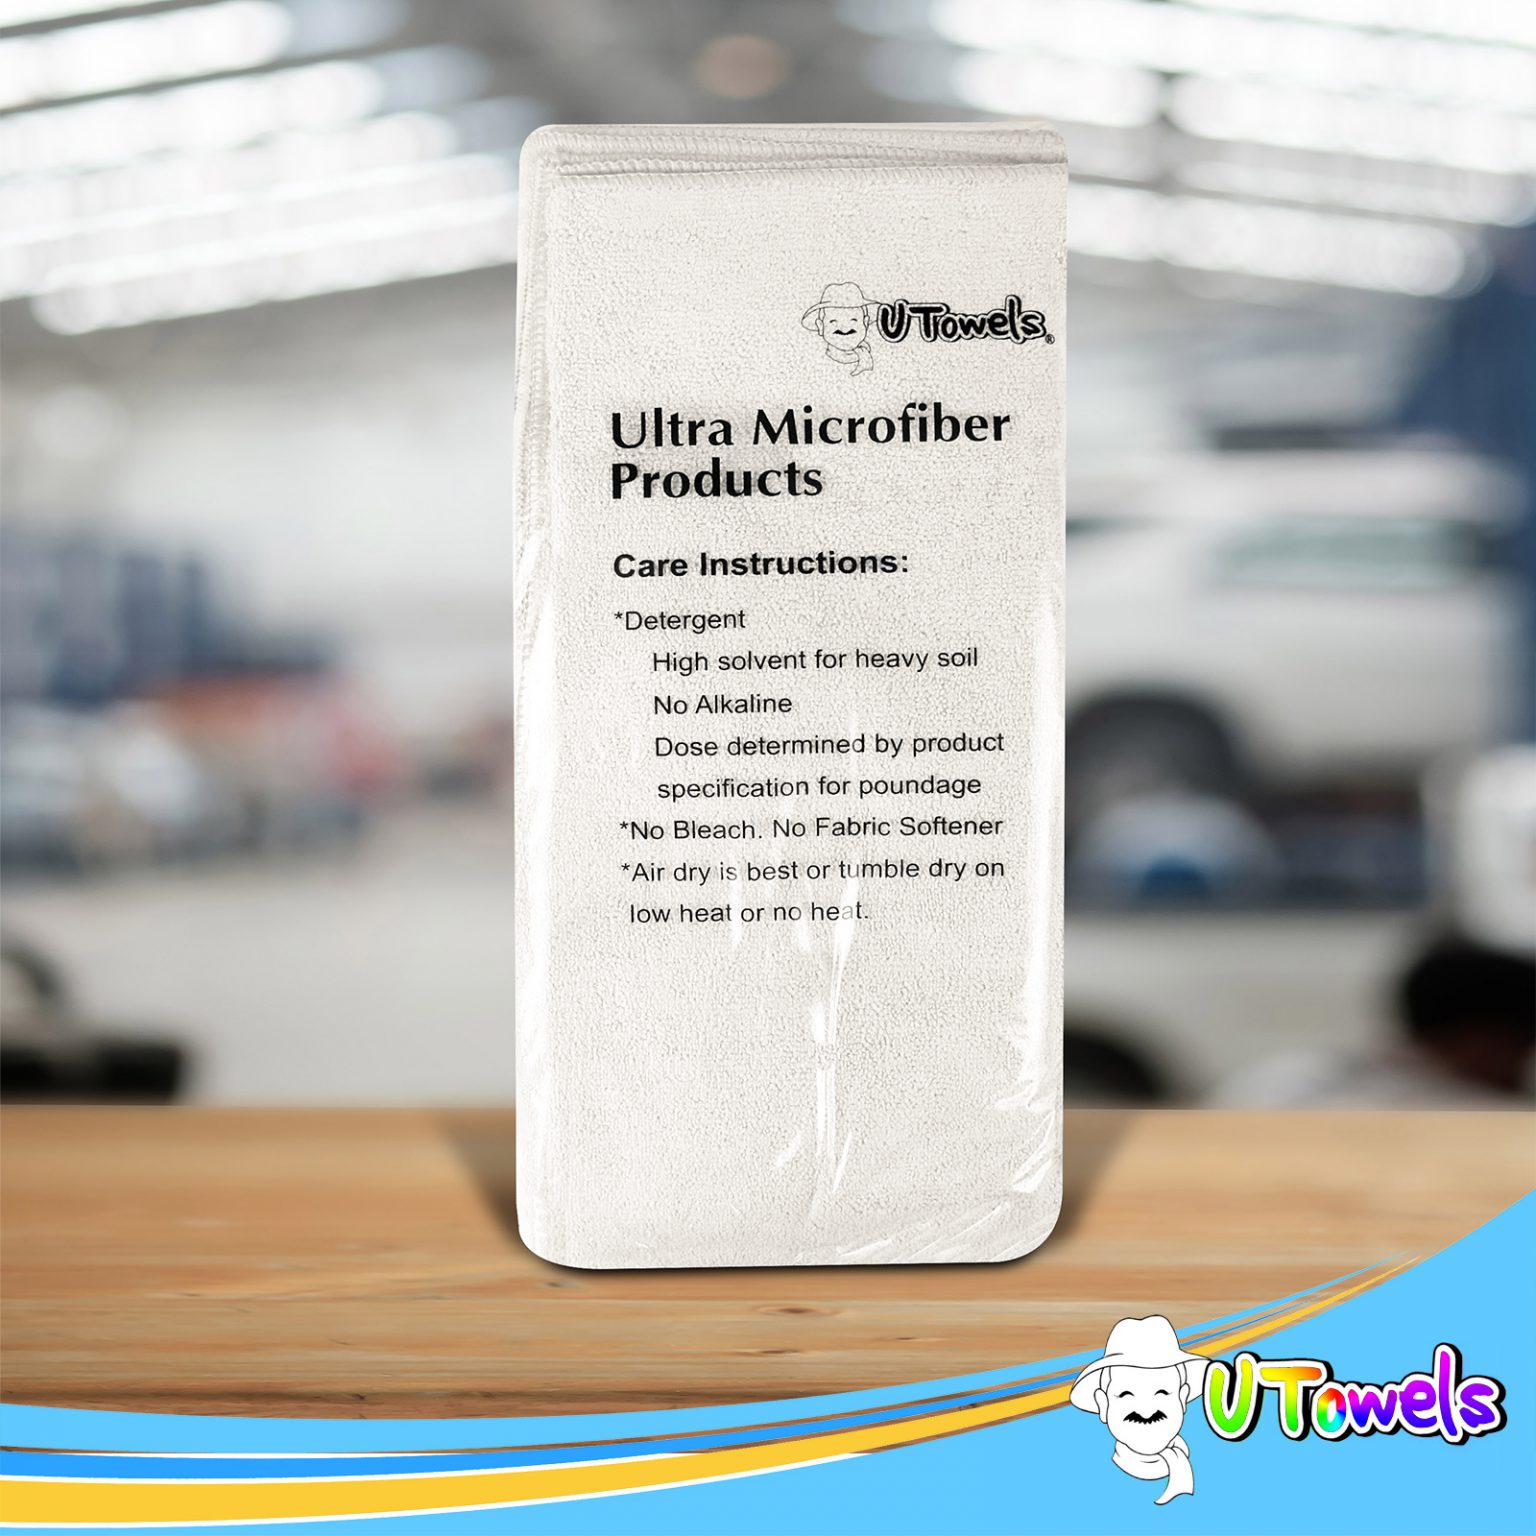 UTowels®
Ultra Microfiber
Products
Care Instructions:
*Detergent
High solvent for heavy soil
No Alkaline
Dose determined by product
specification for poundage
*No Bleach. No Fabric Softener
*Air dry is best or tumble dry on
low heat or no heat.
UTowels